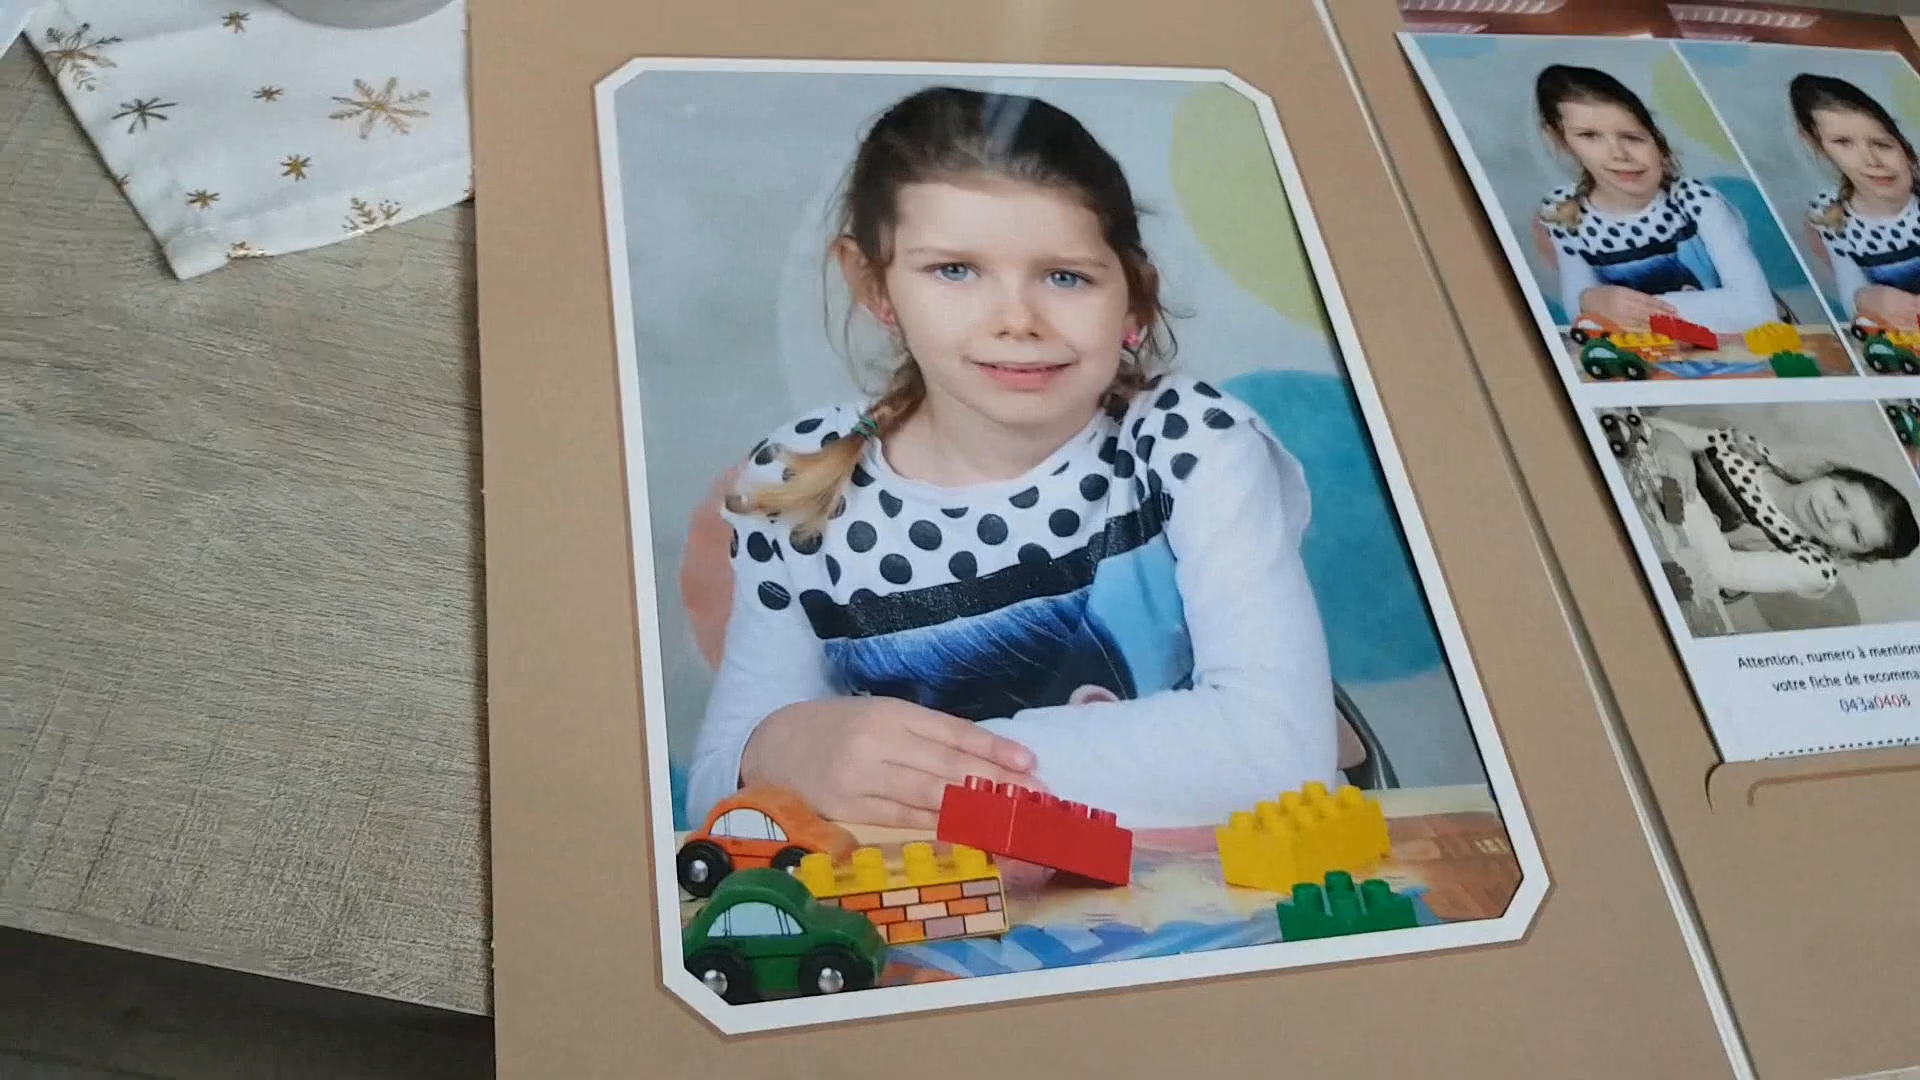 Attention, numero à mention
votre fiche de recomma
043a0408